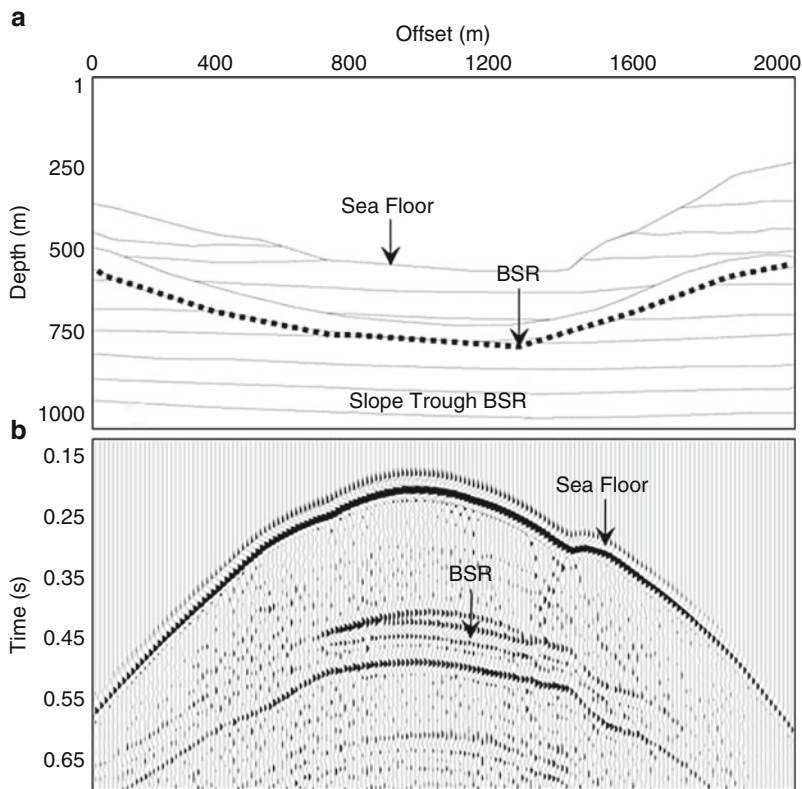 a
Offset (m)
0 400 800 1200 1600 2000
1
250
500
750
1000
Depth (m)
Sea Floor
BSR
Slope Trough BSR
b
0.15
0.25
0.35
0.45
0.55
0.65
Time (s)
Sea Floor
BSR